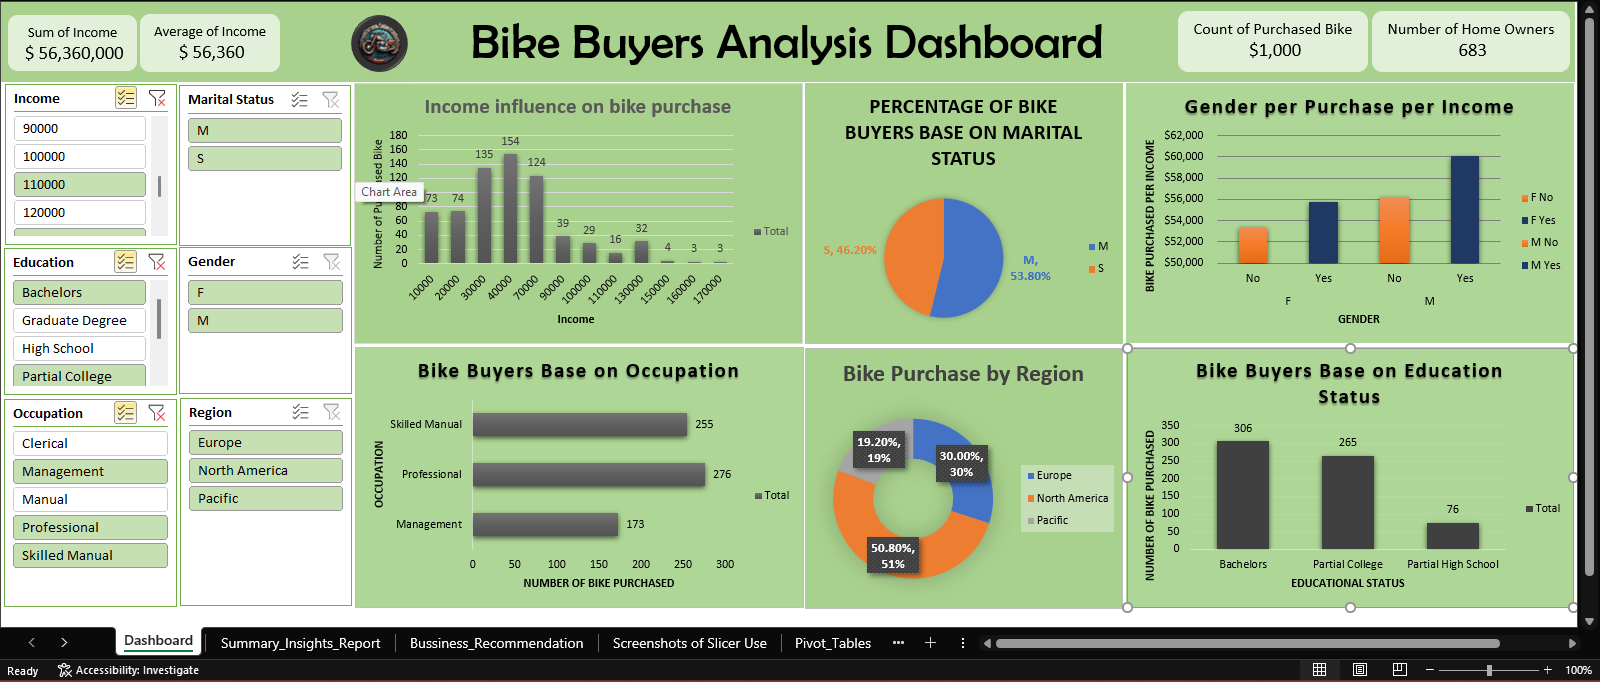 Sum of Income
$ 56,360,000
Average of Income
$ 56,360
Bike Buyers Analysis Dashboard
Count of Purchased Bike
$1,000
Number of Home Owners
683
Income
90000
100000
110000
120000
Marital Status
M
S
Education
Bachelors
Graduate Degree
High School
Partial College
Gender
F
M
Occupation
Clerical
Management
Manual
Professional
Skilled Manual
Region
Europe
North America
Pacific
Income influence on bike purchase
Chart Area
180
160
140
120
80
60
40
20
0
73
74
135
154
124
39
29
16
32
4
3
3
10000
20000
30000
40000
70000
90000
100000
110000
130000
150000
160000
170000
Income
Total
PERCENTAGE OF BIKE
BUYERS BASE ON MARITAL
STATUS
S, 46.20%
M,
53.80%
M
S
Gender per Purchase per Income
BIKE PURCHASED PER INCOME
$62,000
$60,000
$58,000
$56,000
$54,000
$52,000
$50,000
No
Yes
No
Yes
F
M
GENDER
F No
F Yes
M No
M Yes
Bike Buyers Base on Occupation
OCCUPATION
Skilled Manual
255
Professional
276
Management
173
0
50
100
150
200
250
300
NUMBER OF BIKE PURCHASED
Total
Bike Purchase by Region
19.20%,
19%
30.00%,
30%
50.80%,
51%
Europe
North America
Pacific
Bike Buyers Base on Education
Status
NUMBER OF BIKE PURCHASED
350
300
250
200
150
100
50
0
306
265
76
Bachelors
Partial College
Partial High School
EDUCATIONAL STATUS
Total
Dashboard
Summary_Insights_Report
Bussiness_Recommendation
Screenshots of Slicer Use
Pivot_Tables
Ready
Accessibility: Investigate
100%